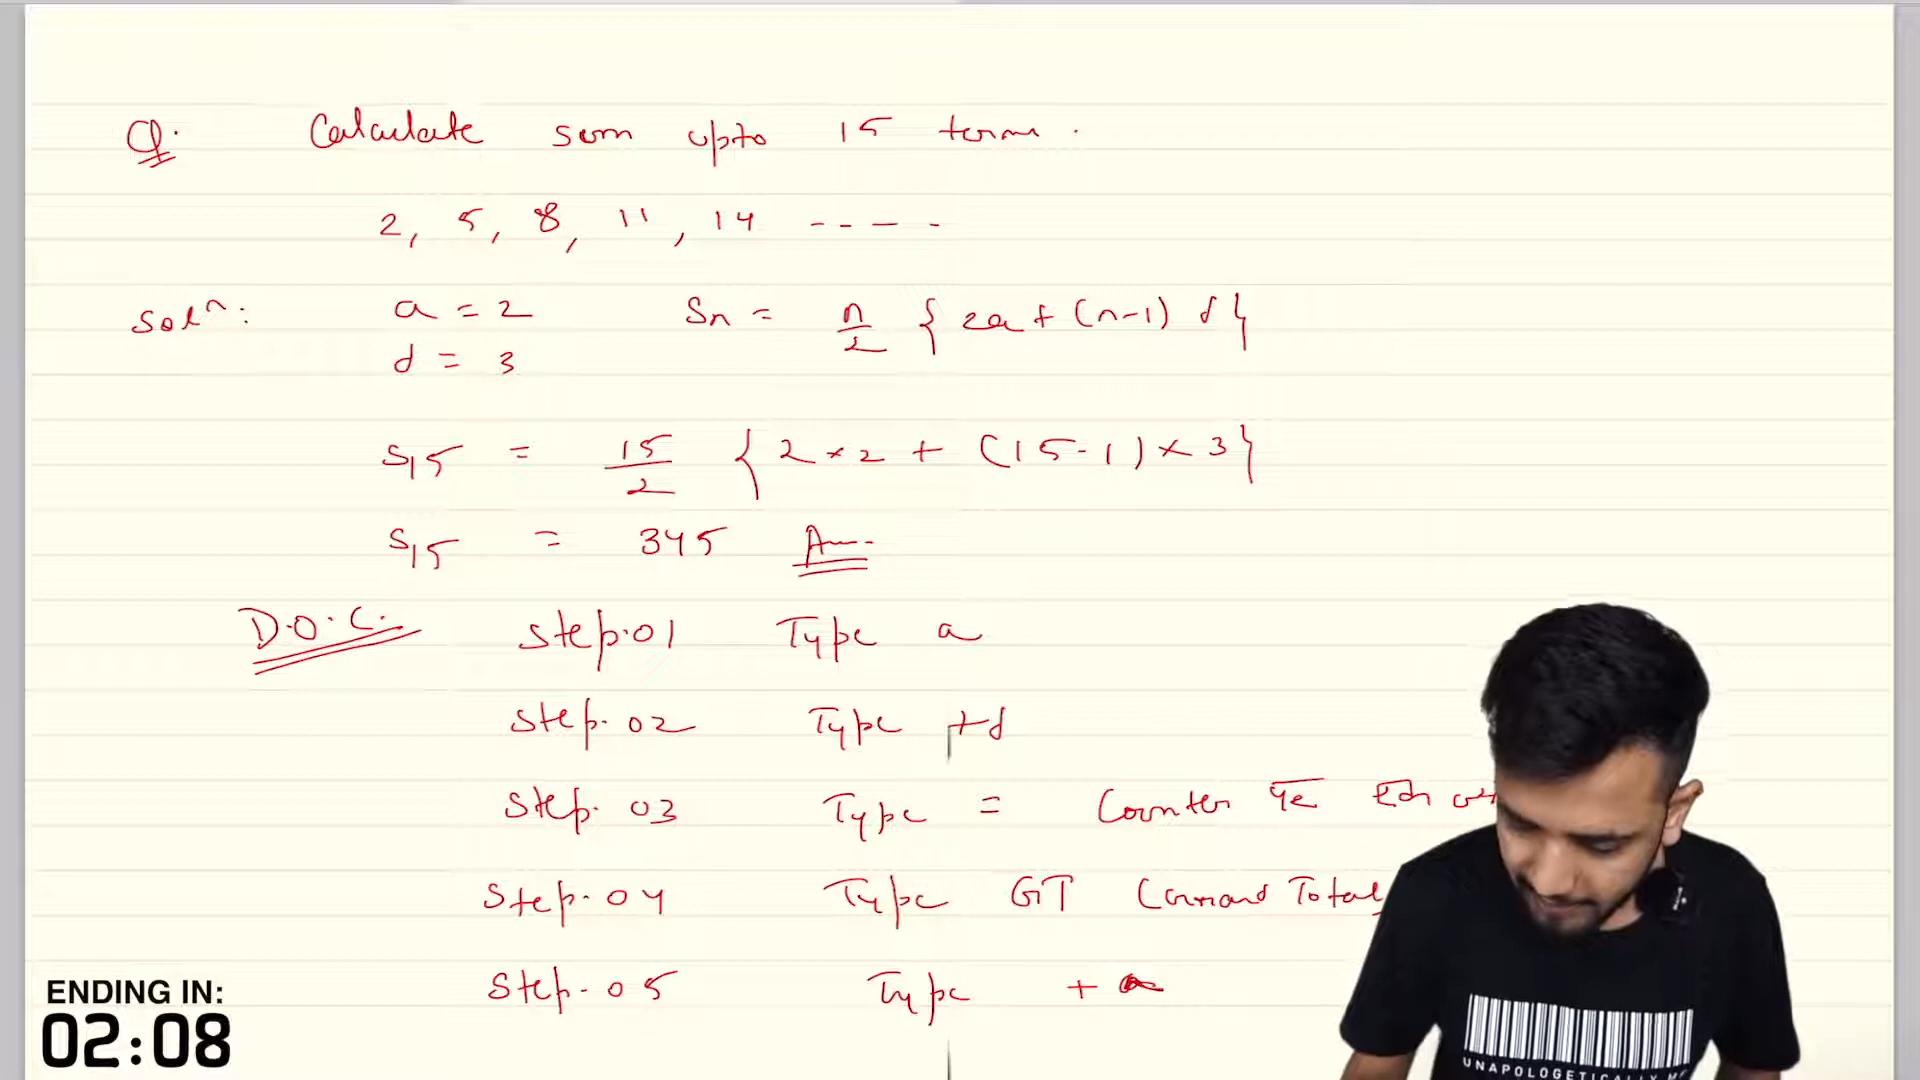 Q. Calculate sum upto 15 terms.
2, 5, 8, 11, 14 -----
Solⁿ: a = 2 Sn = n/2 {2a + (n-1) d}
d = 3
S15 = 15/2 {2 × 2 + (15-1) × 3}
S15 = 345 Ans.
D.O.C. Step.01 Type a
Step. 02 Type +d
Step. 03 Type = Counter पर
Step. 04 Type GT Total
Step. 05 Type +
ENDING IN:
02:08
UNAPOLOGETICALLY